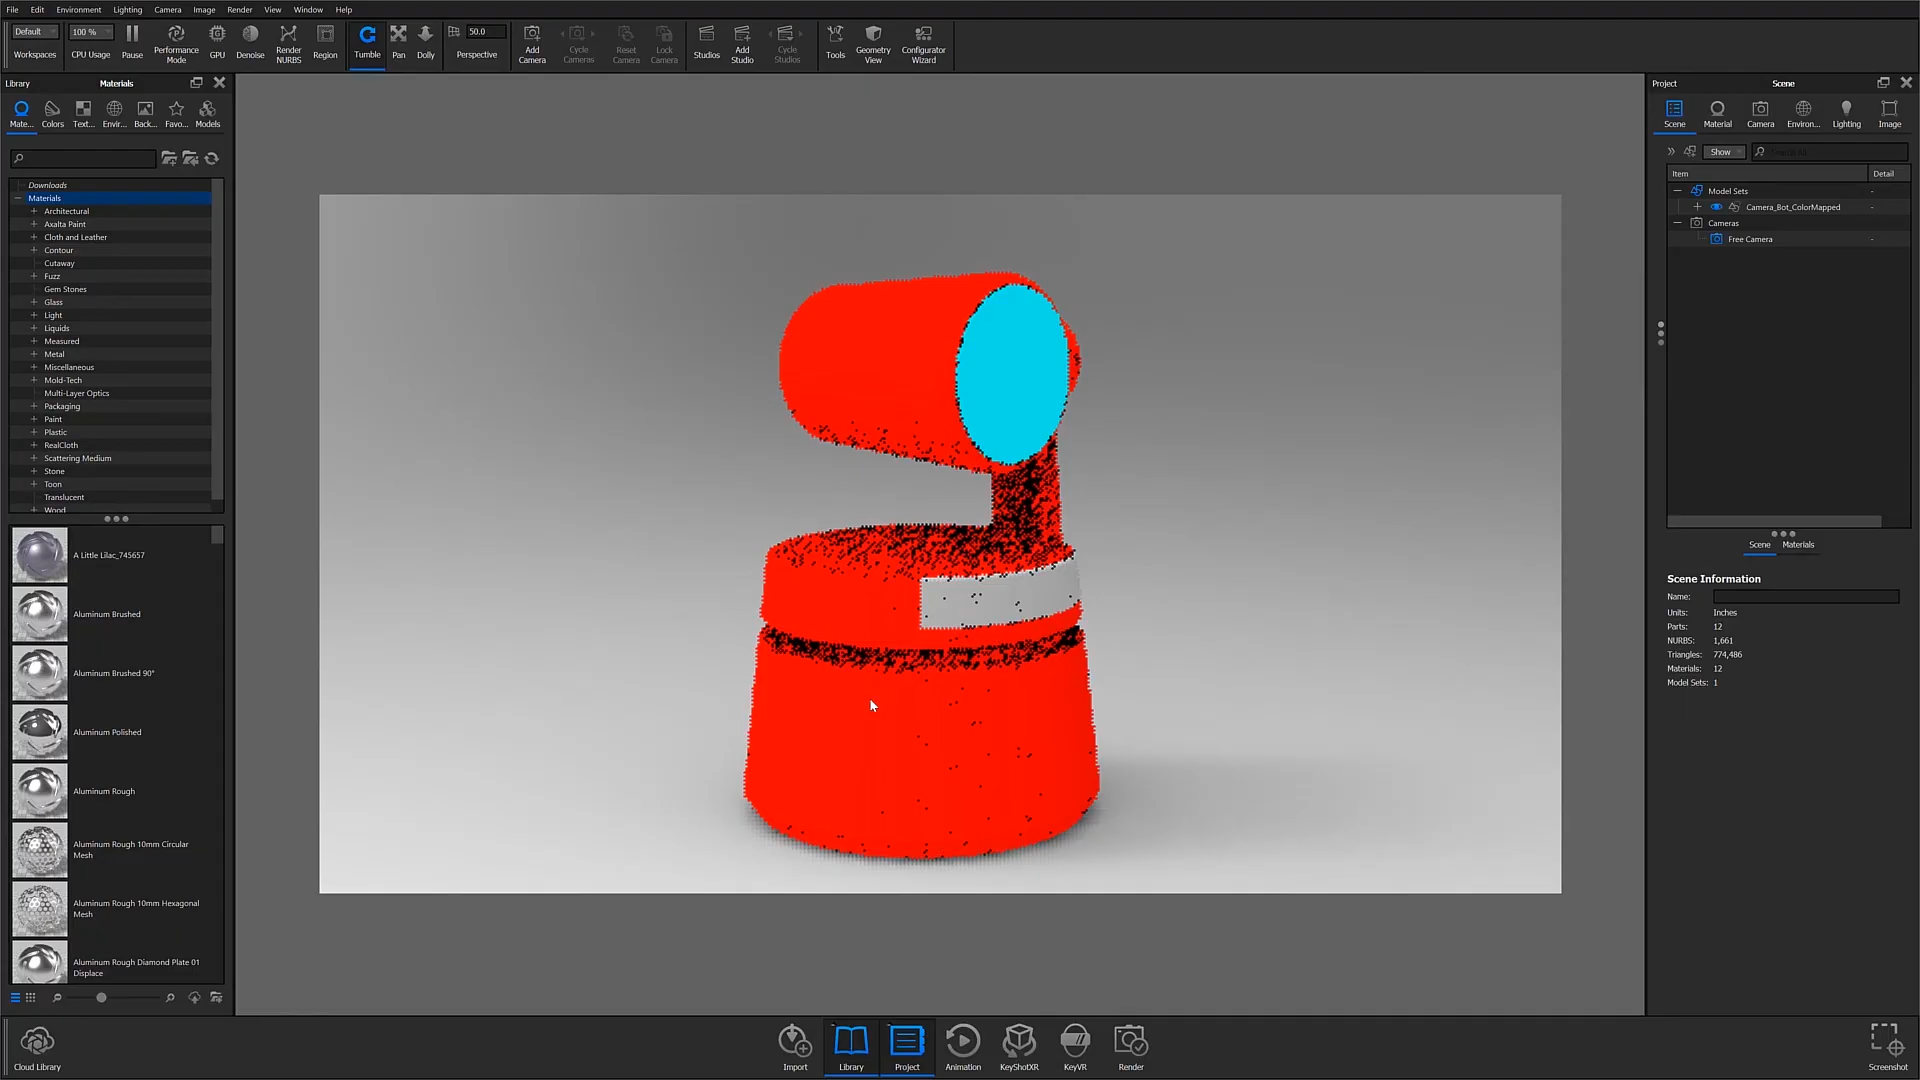 File Edit Environment Lighting Camera Image Render View Window Help
Default 100 % 50.0
Workspaces CPU Usage Pause Performance Mode GPU Denoise Render NURBS Region Tumble Pan Dolly Perspective Add Camera Cycle Cameras Reset Camera Lock Camera Studios Add Studio Cycle Studios Tools Geometry View Configurator Wizard
Library Materials
Mate... Colors Text... Envir... Back... Favo... Models
Downloads
Materials
Architectural
Axalta Paint
Cloth and Leather
Contour
Cutaway
Fuzz
Gem Stones
Glass
Light
Liquids
Measured
Metal
Miscellaneous
Mold-Tech
Multi-Layer Optics
Packaging
Paint
Plastic
RealCloth
Scattering Medium
Stone
Toon
Translucent
Wood
A Little Lilac_745657
Aluminum Brushed
Aluminum Brushed 90°
Aluminum Polished
Aluminum Rough
Aluminum Rough 10mm Circular
Mesh
Aluminum Rough 10mm Hexagonal
Mesh
Aluminum Rough Diamond Plate 01
Displace
Project Scene
Scene Material Camera Environ... Lighting Image
Show
Item Detail
Model Sets -
Camera_Bot_ColorMapped -
Cameras
Free Camera -
Scene Materials
Scene Information
Name:
Units: Inches
Parts: 12
NURBS: 1,661
Triangles: 774,486
Materials: 12
Model Sets: 1
Cloud Library Import Library Project Animation KeyShotXR KeyVR Render Screenshot